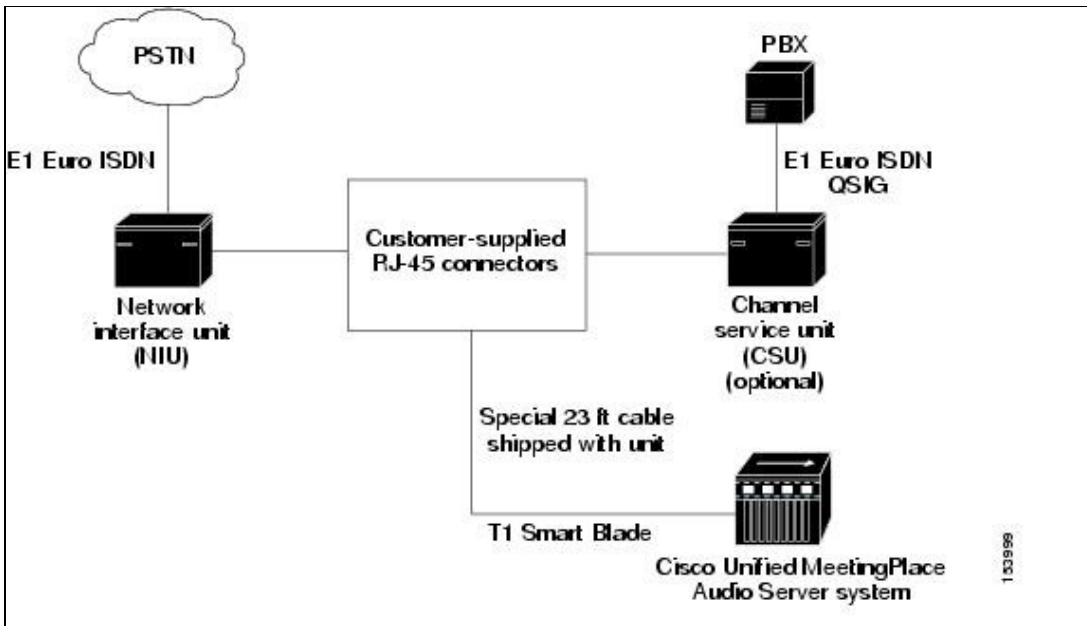 PSTN
PBX
E1 Euro ISDN
E1 Euro ISDN
QSIG
Customer-supplied
RJ-45 connectors
Network
interface unit
(NIU)
Channel
service unit
(CSU)
(optional)
Special 23 ft cable
shipped with unit
T1 Smart Blade
Cisco Unified MeetingPlace
Audio Server system
153999